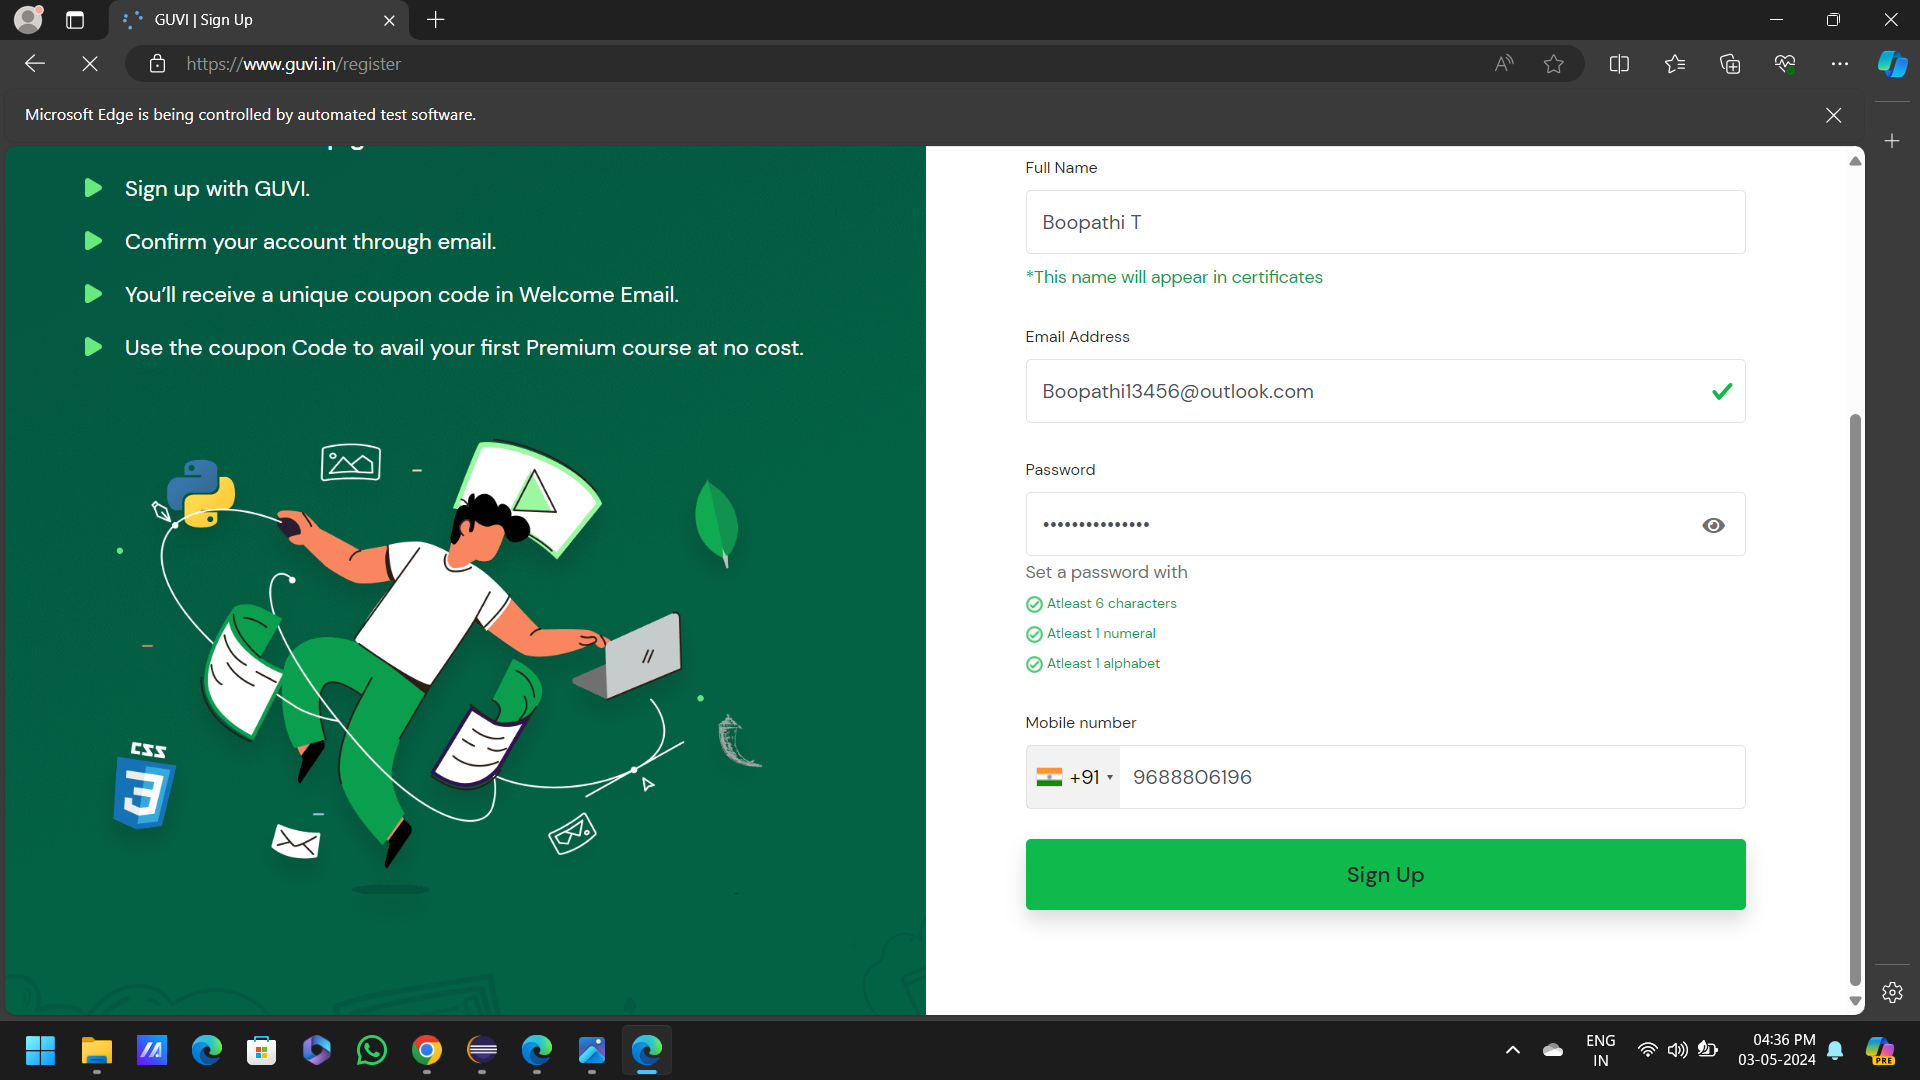 GUVI | Sign Up
https://www.guvi.in/register
Microsoft Edge is being controlled by automated test software.
Sign up with GUVI.
Confirm your account through email.
You’ll receive a unique coupon code in Welcome Email.
Use the coupon Code to avail your first Premium course at no cost.
CSS
3
//
Full Name
Boopathi T
*This name will appear in certificates
Email Address
Boopathi13456@outlook.com
Password
•••••••••••••••
Set a password with
Atleast 6 characters
Atleast 1 numeral
Atleast 1 alphabet
Mobile number
+91 9688806196
Sign Up
ENG
IN
04:36 PM
03-05-2024
PRE